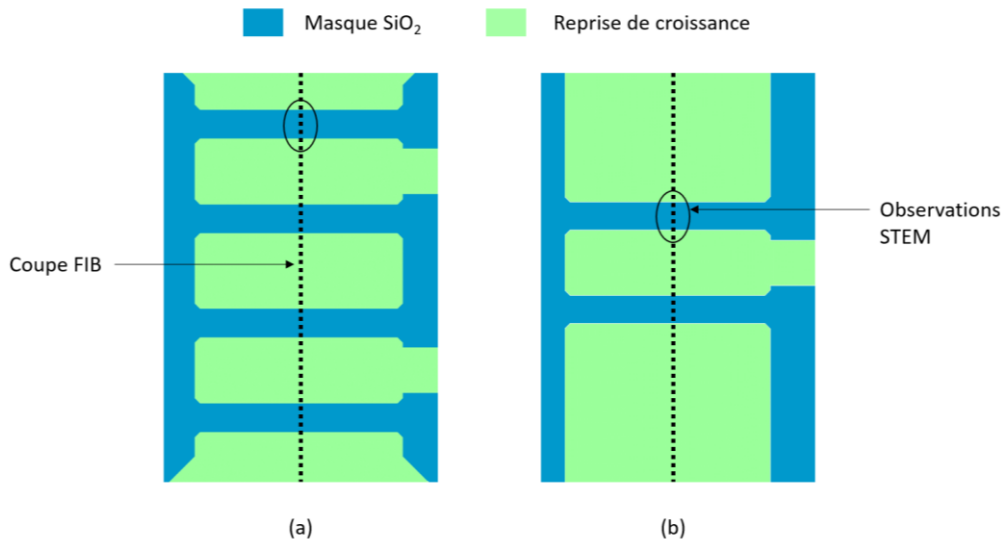 Masque SiO₂
Reprise de croissance
Coupe FIB
Observations
STEM
(a)
(b)